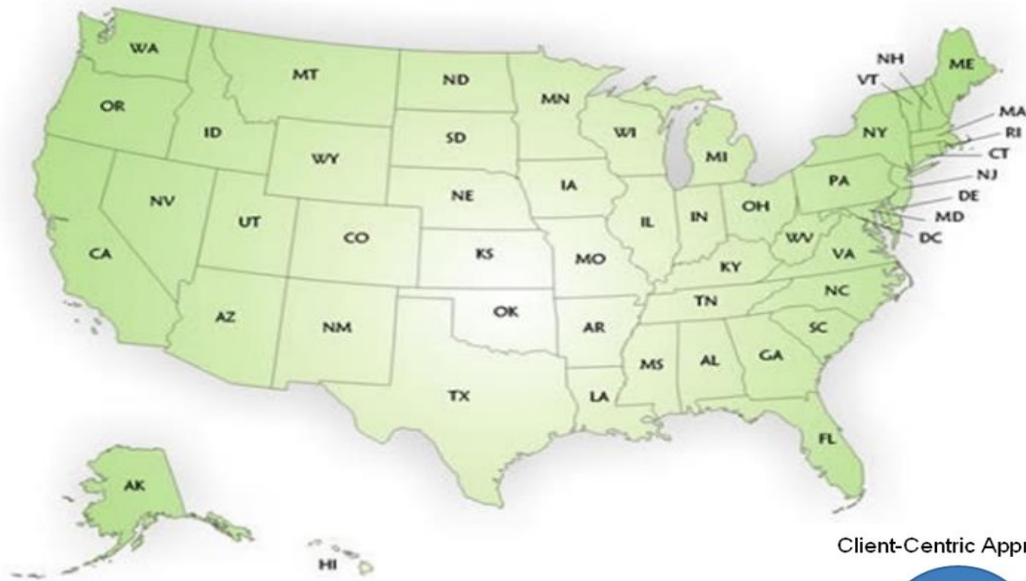 WA
MT
ND
MN
OR
ID
SD
WI
MI
WY
NE
IA
NV
UT
CO
KS
CA
AZ
NM
OK
TX
MO
IL
IN
OH
KY
WV
VA
TN
NC
AR
SC
MS
AL
GA
LA
FL
PA
NY
VT
NH
ME
MA
RI
CT
NJ
DE
MD
DC
AK
HI
Client-Centric Appr